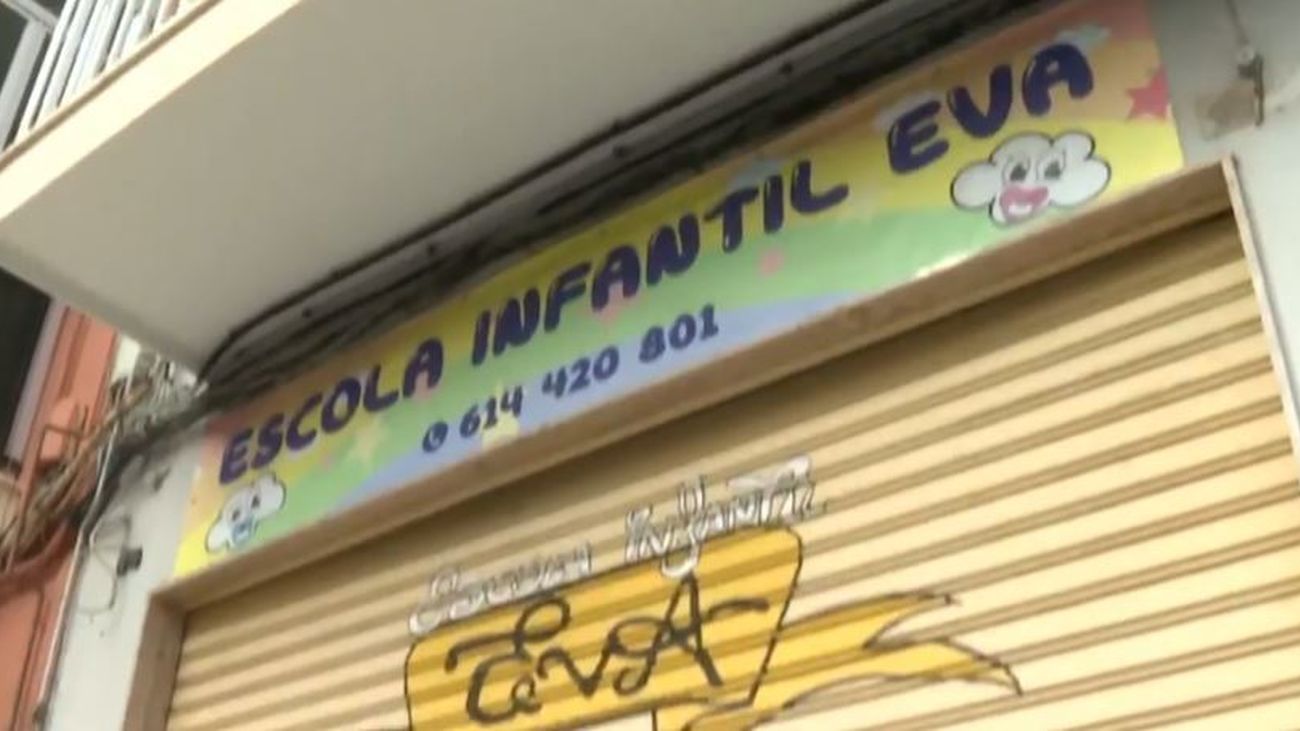 ESCOLA INFANTIL EVA
614 420 801
Escola Infantil
EVA